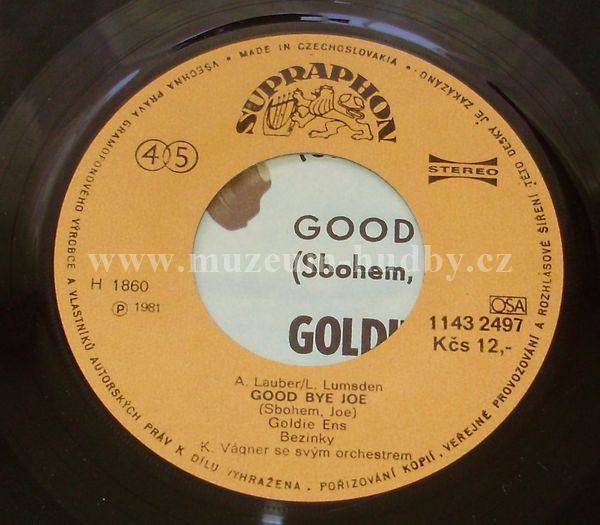 VŠECHNA PRÁVA GRAMOFONOVÉHO VÝROBCE A VLASTNÍKŮ AUTORSKÝCH PRÁV K DÍLU VYHRAŽENA. POŘIZOVÁNÍ KOPIÍ, VEŘEJNÉ PROVOZOVÁNÍ A ROZHLASOVÉ ŠÍŘENÍ TÉTO DESKY JE ZAKÁZÁNO
MADE IN CZECHOSLOVAKIA
SUPRAPHON
45
STEREO
GOOD
(Sbohem,
www.muzeum-hudby.cz
GOLDI
H 1860
Ⓟ 1981
OSA
1143 2497
Kčs 12,-
A. Lauber/L. Lumsden
GOOD BYE JOE
(Sbohem, Joe)
Goldie Ens
Bezinky
K. Vágner se svým orchestrem